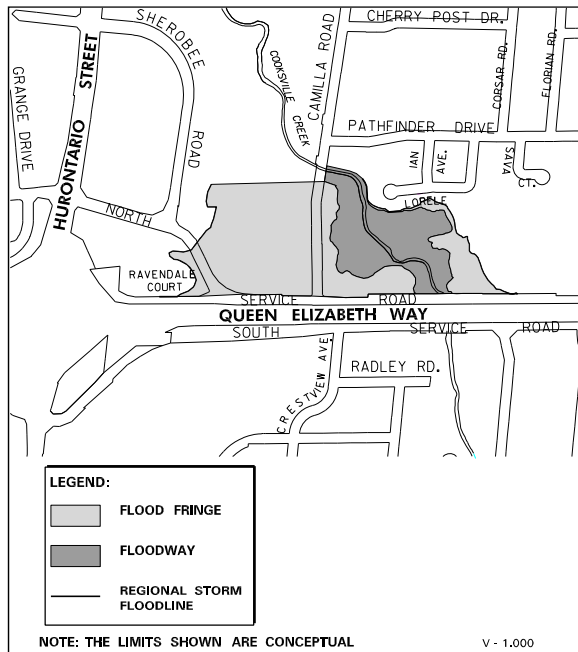 SHEROBEE
ROAD
CHERRY POST DR.
CAMILLA ROAD
COOKSVILLE
CREEK
CORSAR RD.
FLORIAN RD.
GRANGE DRIVE
HURONTARIO STREET
PATHFINDER DRIVE
IAN
AVE.
SAVA
CT.
LORELE
NORTH
RAVENDALE
COURT
SERVICE ROAD
QUEEN ELIZABETH WAY
SOUTH SERVICE ROAD
CRESTVIEW AVE.
RADLEY RD.
LEGEND:
FLOOD FRINGE
FLOODWAY
REGIONAL STORM
FLOODLINE
NOTE: THE LIMITS SHOWN ARE CONCEPTUAL
V - 1.000